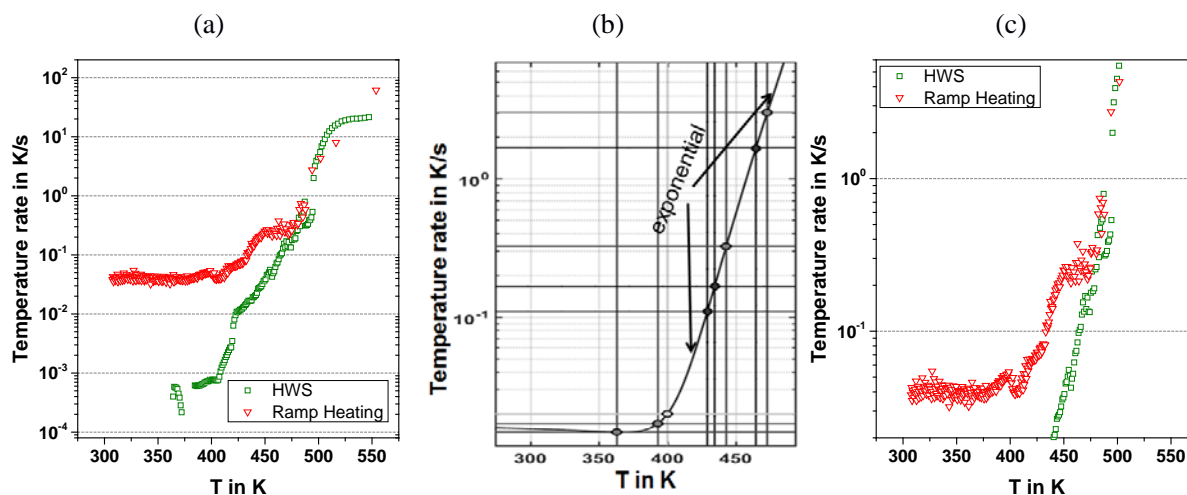 (a)
(b)
(c)
10²
10¹
10⁰
10⁻¹
10⁻²
10⁻³
10⁻⁴
Temperature rate in K/s
HWS
Ramp Heating
300 350 400 450 500 550
T in K
Temperature rate in K/s
10⁻¹
exponential
300 350 400 450
T in K
HWS
Ramp Heating
Temperature rate in K/s
10⁰
10⁻¹
300 350 400 450 500 550
T in K